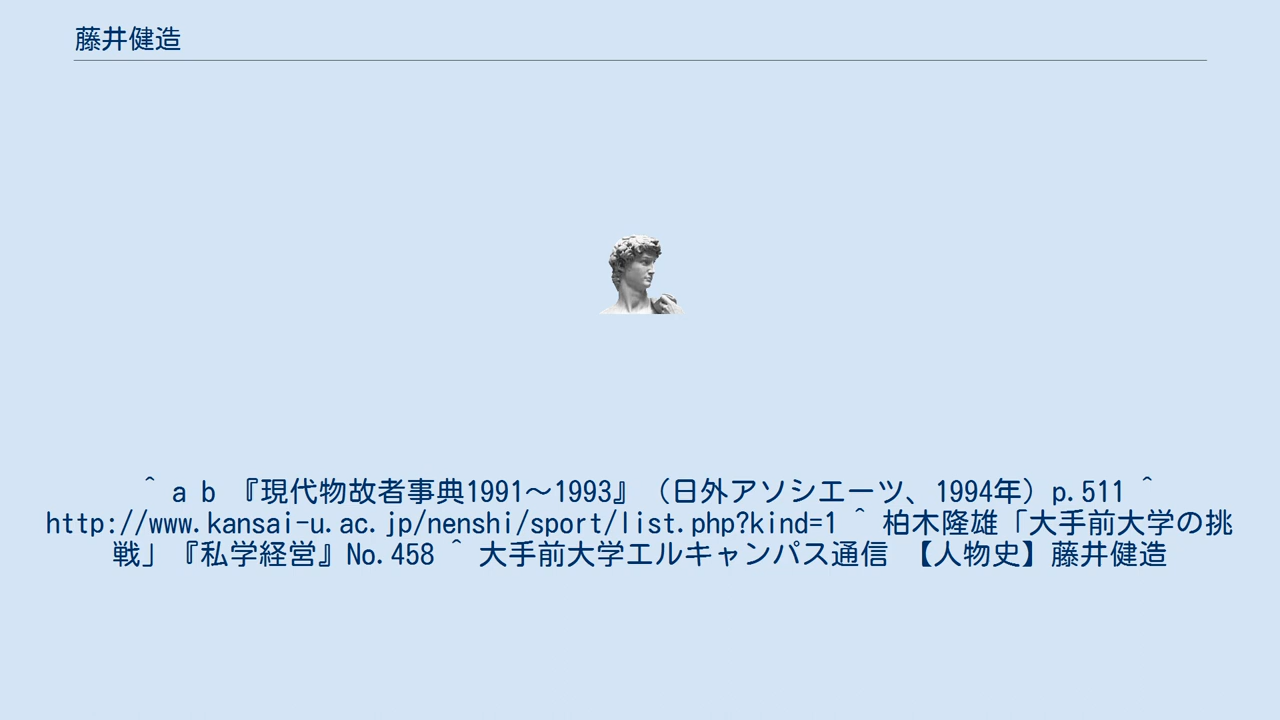 藤井健造
^ a b 『現代物故者事典1991〜1993』（日外アソシエーツ、1994年）p.511 ^
http://www.kansai-u.ac.jp/nenshi/sport/list.php?kind=1 ^ 柏木隆雄「大手前大学の挑
戦」『私学経営』No.458 ^ 大手前大学エルキャンパス通信 【人物史】藤井健造